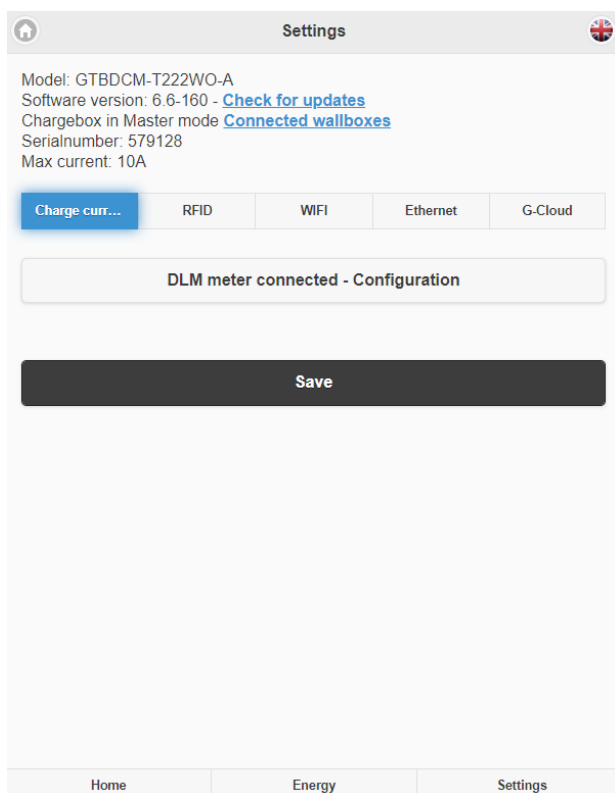 Settings
Model: GTBDCM-T222WO-A
Software version: 6.6-160 - Check for updates
Chargebox in Master mode Connected wallboxes
Serialnumber: 579128
Max current: 10A
Charge curr... RFID WIFI Ethernet G-Cloud
DLM meter connected - Configuration
Save
Home Energy Settings